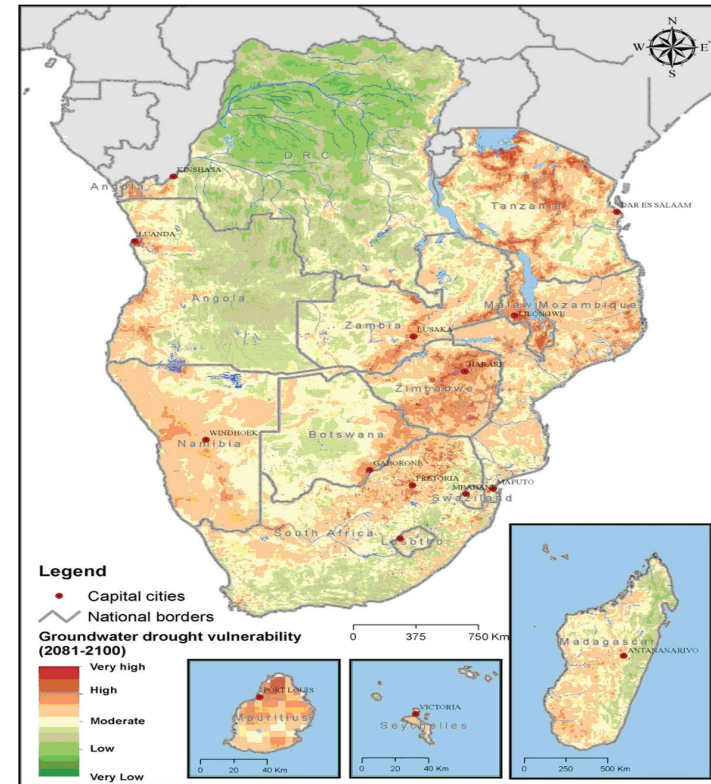 N
W E
S
D R C
KINSHASA
Angola
Tanzania
DAR ES SALAAM
LUANDA
Angola
Malawi
Mozambique
LILONGWE
Zambia
LUSAKA
HARARE
Zimbabwe
WINDHOEK
Namibia
Botswana
GABORONE
PRETORIA
MBABANE
MAPUTO
Swaziland
South Africa
Lesotho
Legend
Capital cities
National borders
Groundwater drought vulnerability
(2081-2100)
Very high
High
Moderate
Low
Very Low
0 375 750 Km
PORT LOUIS
Mauritius
0 20 40 Km
VICTORIA
Seychelles
0 20 40 Km
Madagascar
ANTANANARIVO
0 250 500 Km